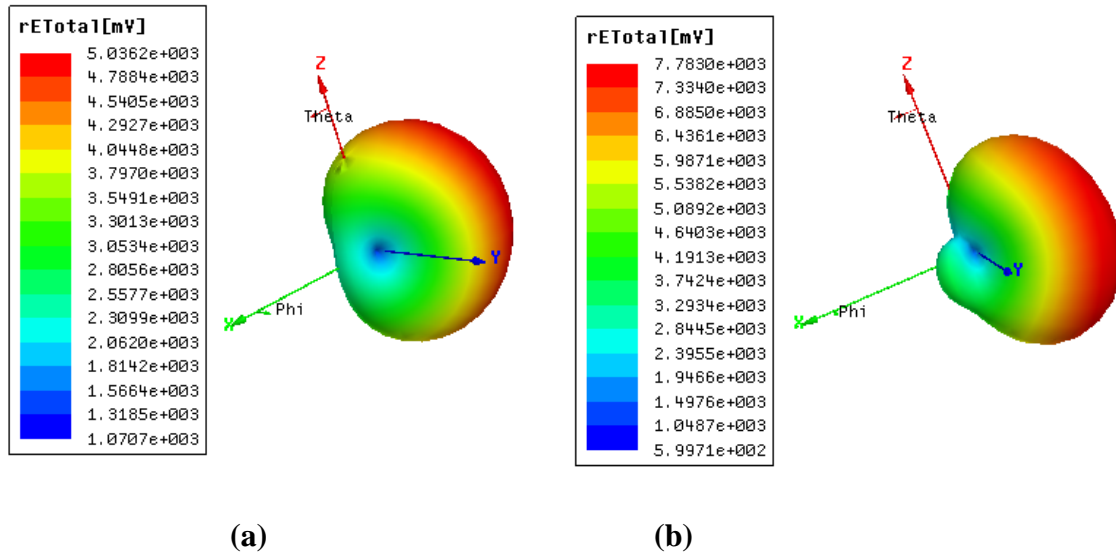 rETotal[mV]
5.0362e+003
4.7884e+003
4.5405e+003
4.2927e+003
4.0448e+003
3.7970e+003
3.5491e+003
3.3013e+003
3.0534e+003
2.8056e+003
2.5577e+003
2.3099e+003
2.0620e+003
1.8142e+003
1.5664e+003
1.3185e+003
1.0707e+003
Z
Theta
Y
Phi
X
(a)
rETotal[mV]
7.7830e+003
7.3340e+003
6.8850e+003
6.4361e+003
5.9871e+003
5.5382e+003
5.0892e+003
4.6403e+003
4.1913e+003
3.7424e+003
3.2934e+003
2.8445e+003
2.3955e+003
1.9466e+003
1.4976e+003
1.0487e+003
5.9971e+002
Z
Theta
Y
Phi
X
(b)